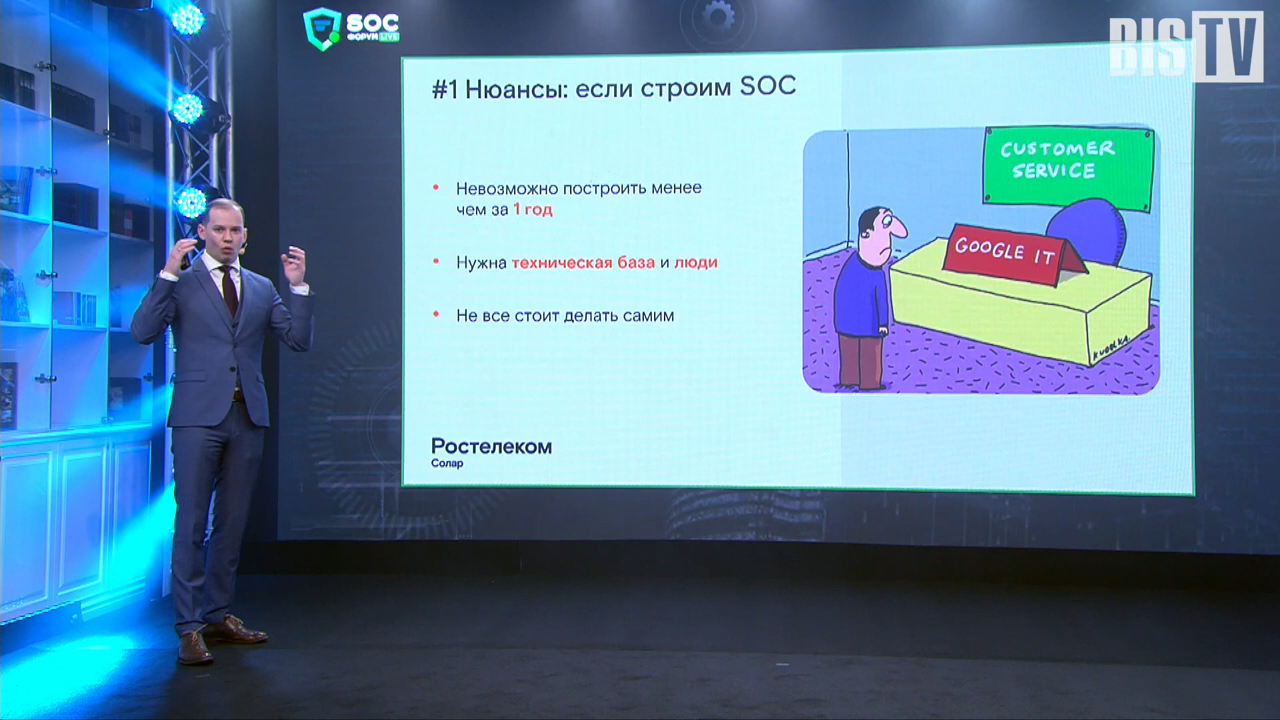 SOC
ФОРУМ LIVE
BIS TV
#1 Нюансы: если строим SOC
• Невозможно построить менее
чем за 1 год
• Нужна техническая база и люди
• Не все стоит делать самим
CUSTOMER
SERVICE
GOOGLE IT
KUDELKA
Ростелеком
Солар